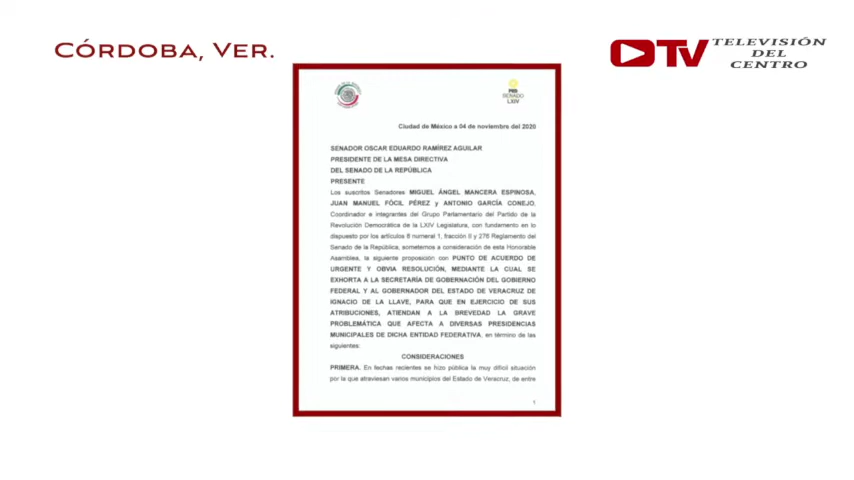 CÓRDOBA, VER.
TV TELEVISIÓN
DEL
CENTRO
PRD
SENADO
LXIV
Ciudad de México a 04 de noviembre del 2020
SENADOR OSCAR EDUARDO RAMÍREZ AGUILAR
PRESIDENTE DE LA MESA DIRECTIVA
DEL SENADO DE LA REPÚBLICA
PRESENTE
Los suscritos Senadores MIGUEL ÁNGEL MANCERA ESPINOSA,
JUAN MANUEL FÓCIL PÉREZ y ANTONIO GARCÍA CONEJO,
Coordinador e integrantes del Grupo Parlamentario del Partido de la
Revolución Democrática de la LXIV Legislatura, con fundamento en lo
dispuesto por los artículos 8 numeral 1, fracción II y 276 Reglamento del
Senado de la República, sometemos a consideración de este Honorable
Asamblea, la siguiente proposición con PUNTO DE ACUERDO DE
URGENTE Y OBVIA RESOLUCIÓN, MEDIANTE LA CUAL SE
EXHORTA A LA SECRETARÍA DE GOBERNACIÓN DEL GOBIERNO
FEDERAL Y AL GOBERNADOR DEL ESTADO DE VERACRUZ DE
IGNACIO DE LA LLAVE, PARA QUE EN EJERCICIO DE SUS
ATRIBUCIONES, ATIENDAN A LA BREVEDAD LA GRAVE
PROBLEMÁTICA QUE AFECTA A DIVERSAS PRESIDENCIAS
MUNICIPALES DE DICHA ENTIDAD FEDERATIVA, en término de las
siguientes:
CONSIDERACIONES
PRIMERA. En fechas recientes se hizo pública la muy difícil situación
por la que atraviesan varios municipios del Estado de Veracruz, de entre
1